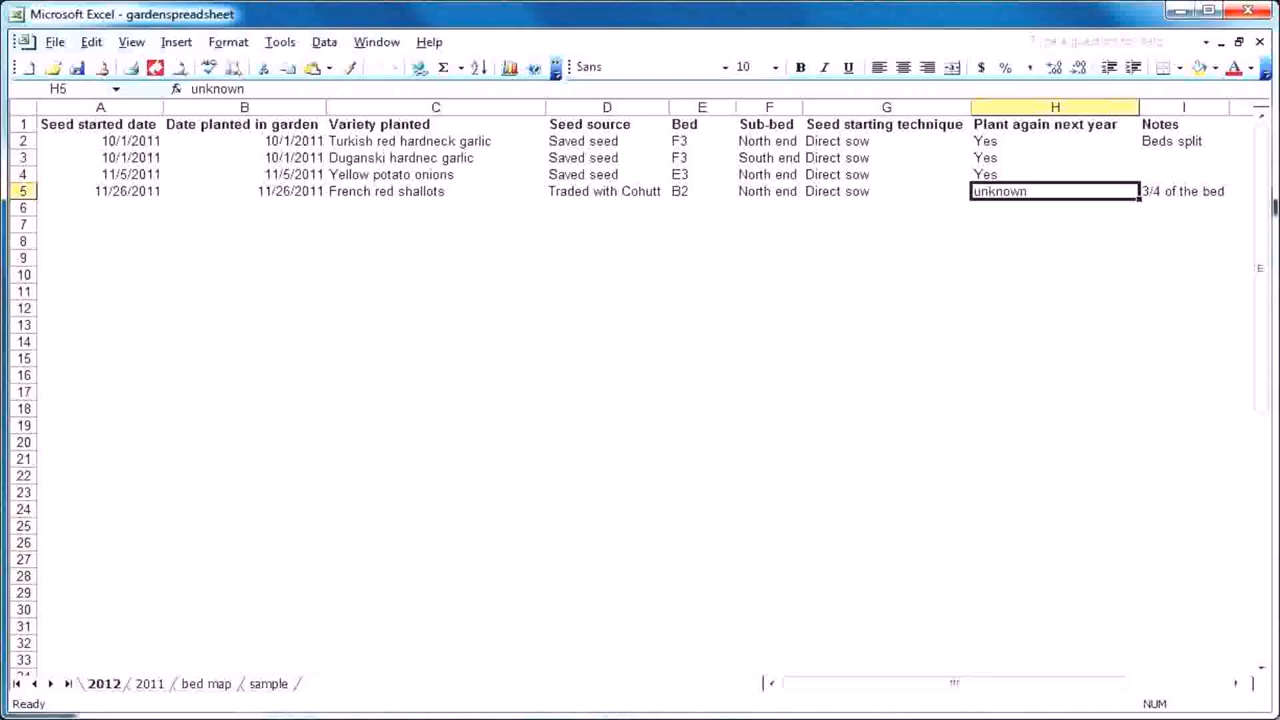 Microsoft Excel - gardenspreadsheet
File Edit View Insert Format Tools Data Window Help
Sans 10 B I U $ % ,
H5 fx unknown
A B C D E F G H I
1 Seed started date Date planted in garden Variety planted Seed source Bed Sub-bed Seed starting technique Plant again next year Notes
2 10/1/2011 10/1/2011 Turkish red hardneck garlic Saved seed F3 North end Direct sow Yes Beds split
3 10/1/2011 10/1/2011 Duganski hardnec garlic Saved seed F3 South end Direct sow Yes
4 11/5/2011 11/5/2011 Yellow potato onions Saved seed E3 North end Direct sow Yes
5 11/26/2011 11/26/2011 French red shallots Traded with Cohutt B2 North end Direct sow unknown 3/4 of the bed
6
7
8
9
10
11
12
13
14
15
16
17
18
19
20
21
22
23
24
25
26
27
28
29
30
31
32
33
2012 2011 bed map sample
Ready NUM